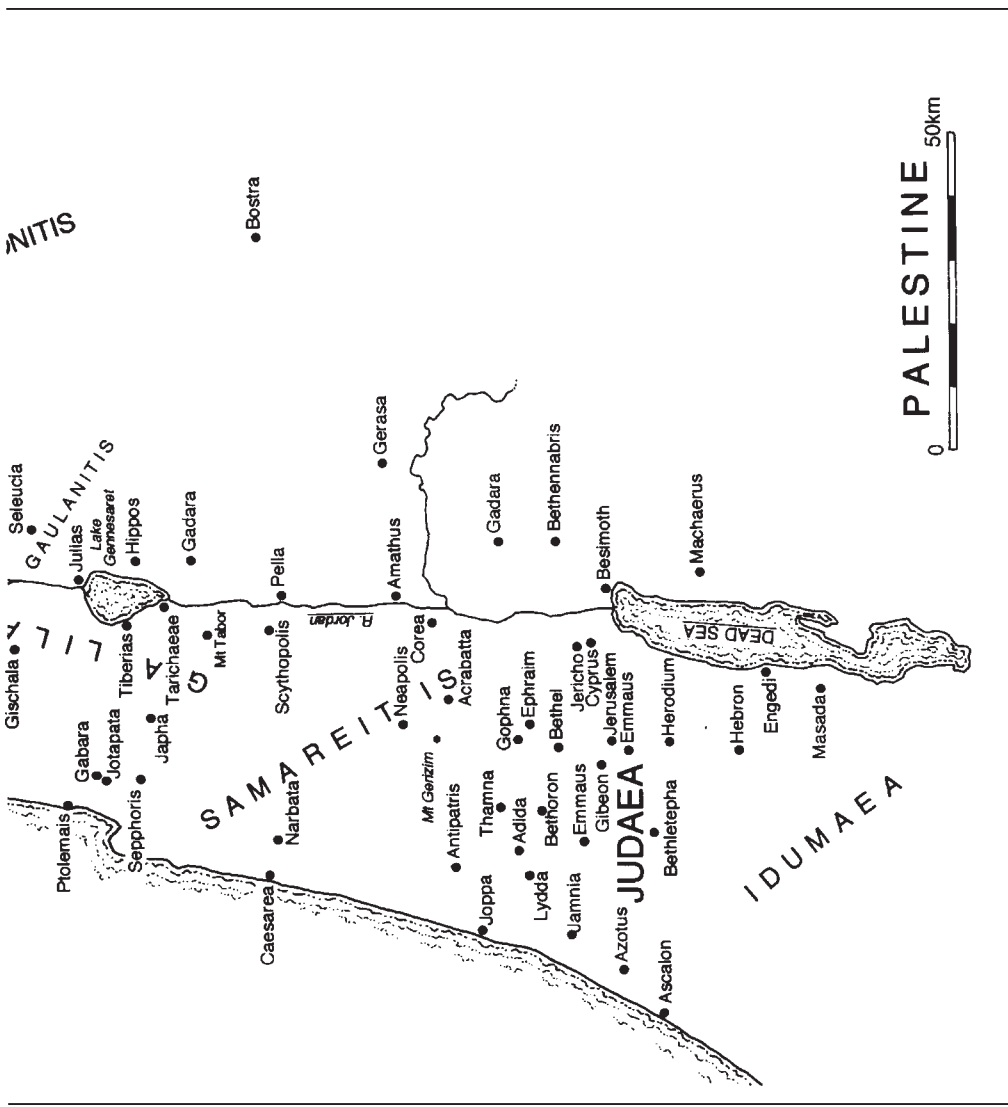 NITIS
Bostra
Seleucia
GAULANITIS
Julias
Lake
Gennesaret
Hippos
Gadara
Gischala
LILA
Tiberias
Tarichaeae
GA
Mt Tabor
Gabara
Jotapata
Japha
Sepphoris
Ptolemais
Pella
Scythopolis
R. Jordan
Gerasa
Amathus
SAMAREITIS
Narbata
Caesarea
Neapolis
Corea
Acrabatta
Mt Gerizim
Antipatris
Thamna
Gophna
Ephraim
Gadara
Bethennabris
Adida
Joppa
Lydda
Bethoron
Bethel
Jericho
Cyprus
Besimoth
Jamnia
Emmaus
Gibeon
Jerusalem
Emmaus
JUDAEA
Azotus
Bethletepha
Herodium
Machaerus
DEAD SEA
Ascalon
Hebron
Engedi
Masada
IDUMAEA
PALESTINE
0
50km